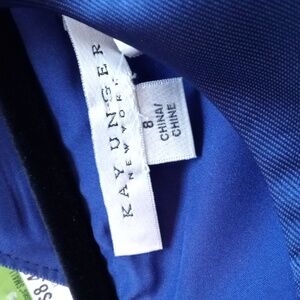 KAY UNGER
NEW YORK
8
CHINA/
CHINE